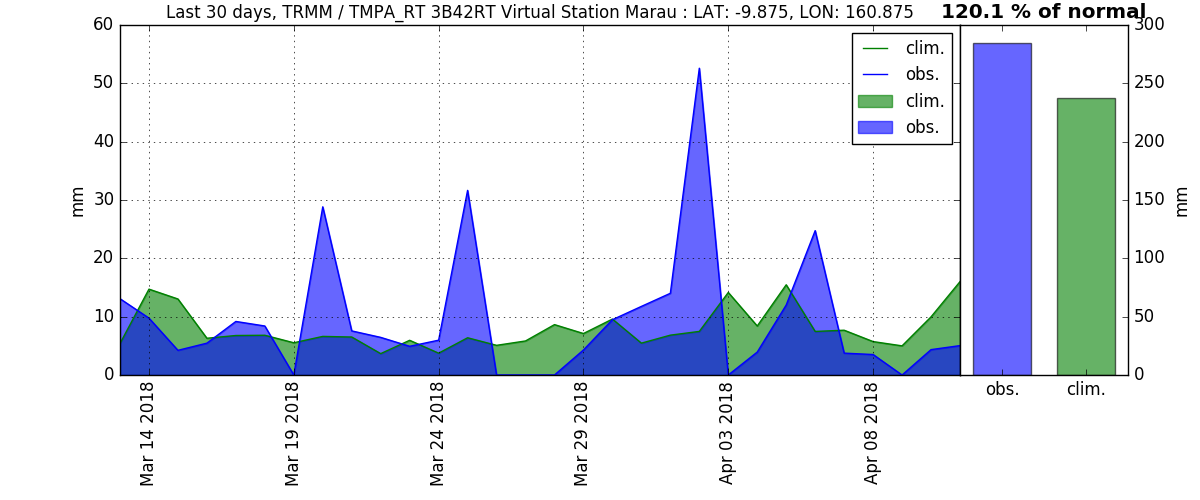 Last 30 days, TRMM / TMPA_RT 3B42RT Virtual Station Marau : LAT: -9.875, LON: 160.875
120.1 % of normal
60
50
40
30
20
10
0
mm
clim.
obs.
clim.
obs.
Mar 14 2018
Mar 19 2018
Mar 24 2018
Mar 29 2018
Apr 03 2018
Apr 08 2018
300
250
200
150
100
50
0
mm
obs.
clim.